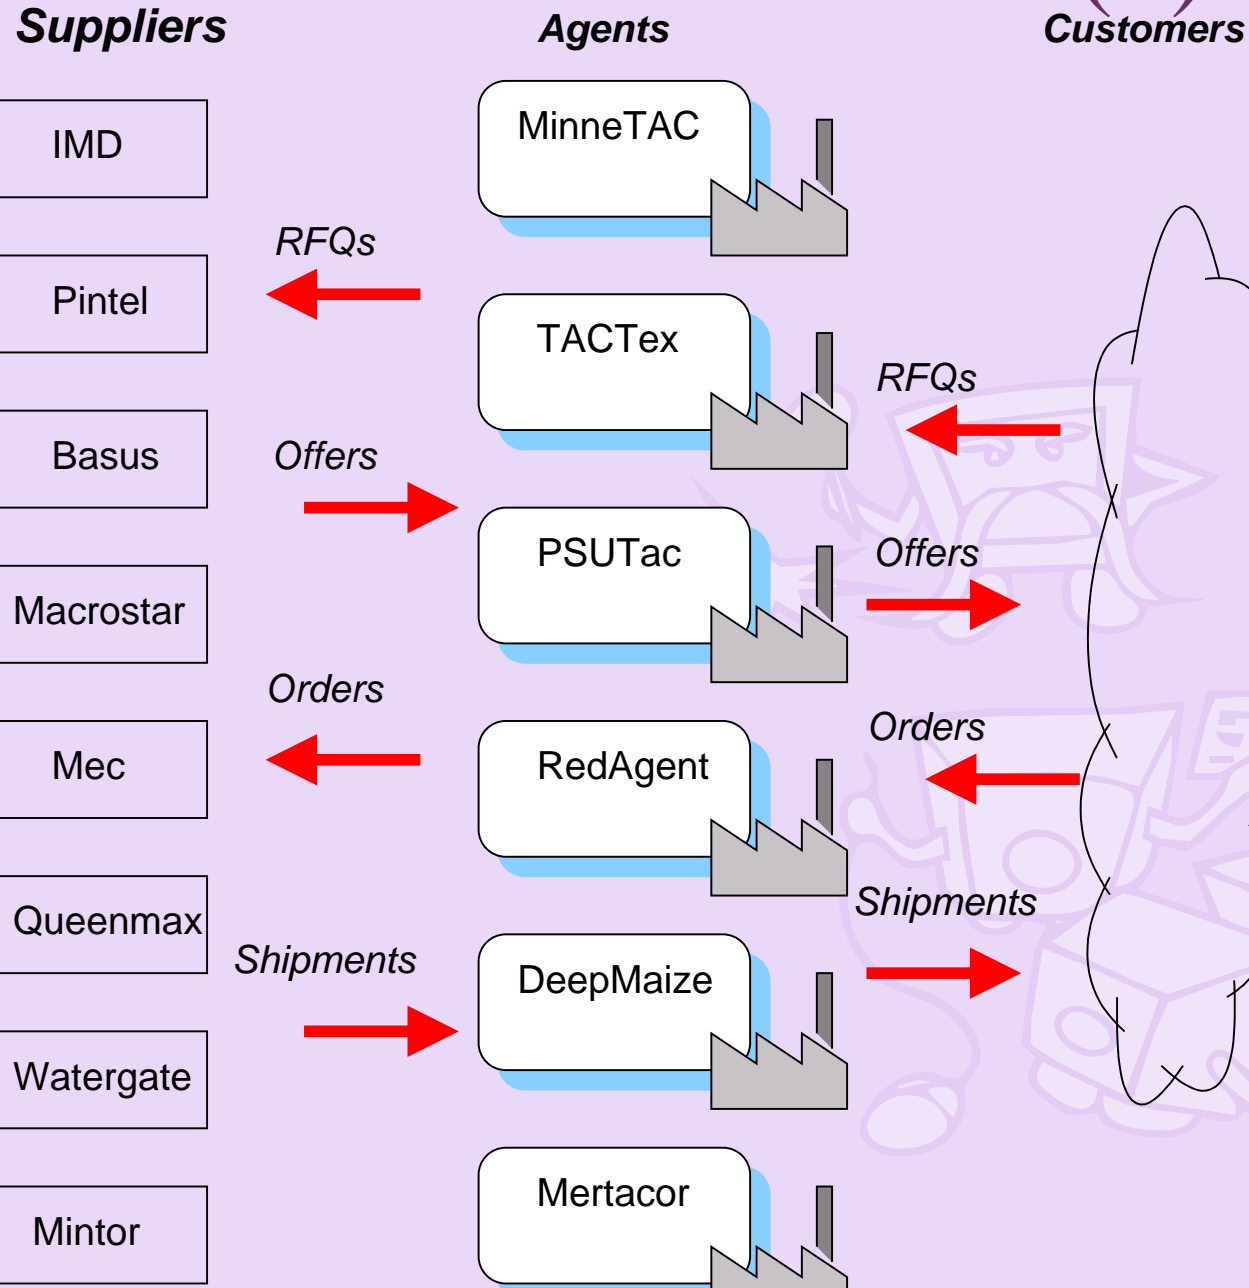 Suppliers
Agents
Customers
IMD
MinneTAC
RFQs
Pintel
TACTex
RFQs
Basus
Offers
PSUTac
Offers
Macrostar
Orders
Orders
Mec
RedAgent
Queenmax
Shipments
Shipments
DeepMaize
Watergate
Mertacor
Mintor